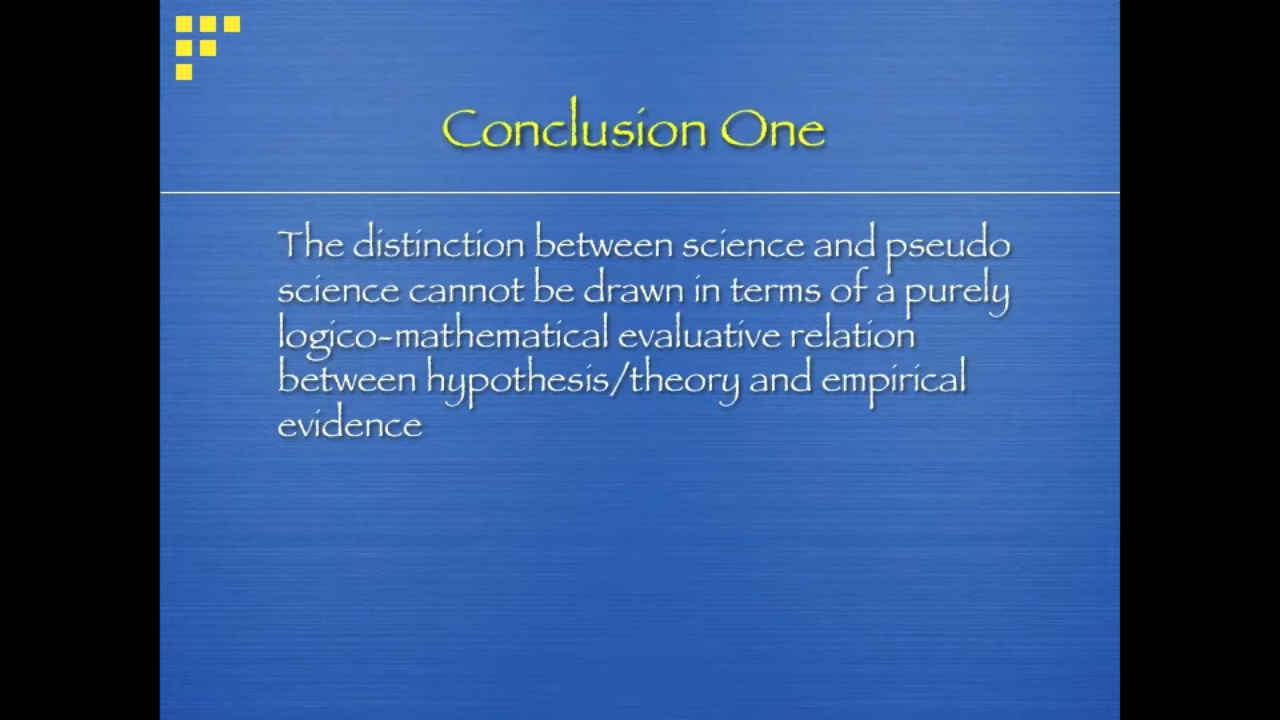 Conclusion One
The distinction between science and pseudo
science cannot be drawn in terms of a purely
logico-mathematical evaluative relation
between hypothesis/theory and empirical
evidence